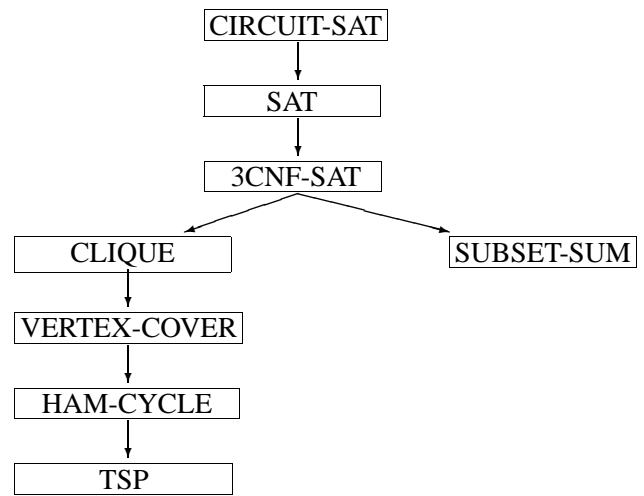 CIRCUIT-SAT
SAT
3CNF-SAT
CLIQUE
SUBSET-SUM
VERTEX-COVER
HAM-CYCLE
TSP